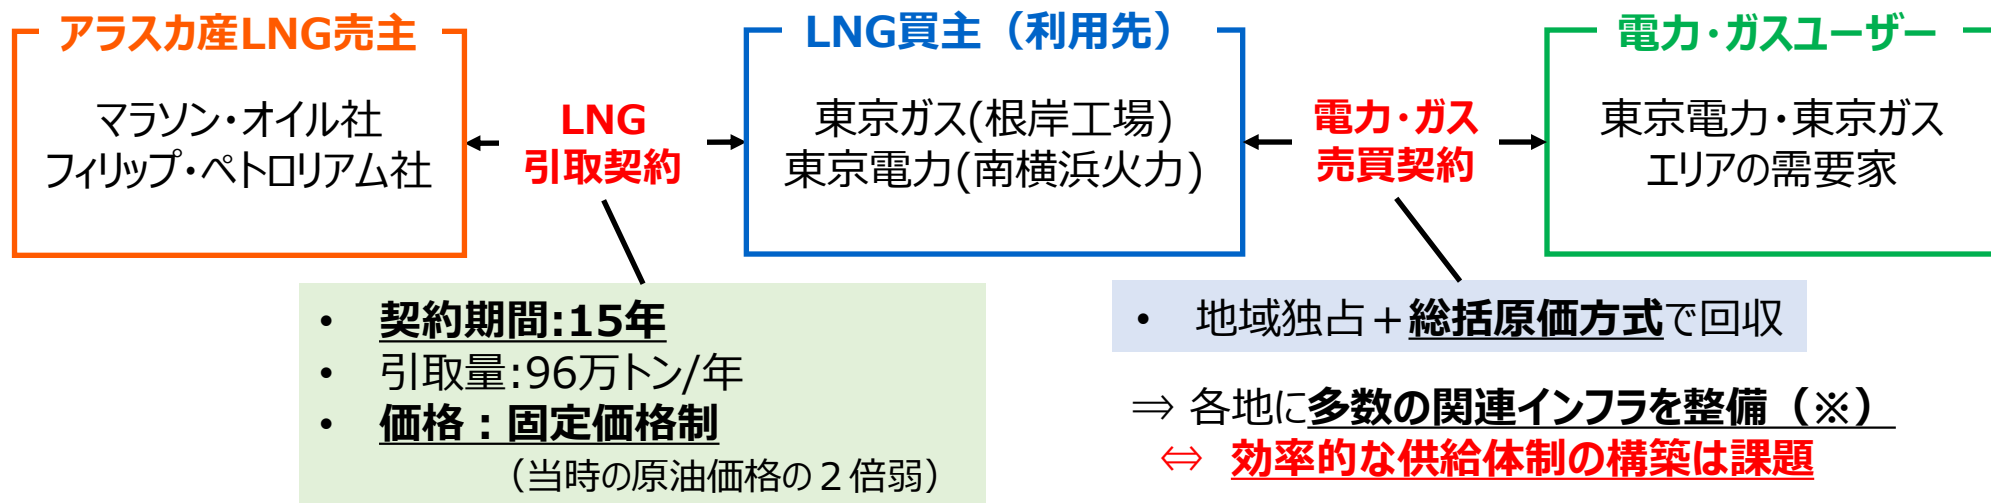 アラスカ産LNG売主
マラソン・オイル社
フィリップ・ペトロリアム社
LNG
引取契約
LNG買主（利用先）
東京ガス(根岸工場)
東京電力(南横浜火力)
電力・ガス
売買契約
電力・ガスユーザー
東京電力・東京ガス
エリアの需要家
• 契約期間:15年
• 引取量:96万トン/年
• 価格：固定価格制
（当時の原油価格の２倍弱）
• 地域独占＋総括原価方式で回収
⇒ 各地に多数の関連インフラを整備（※）
⇔ 効率的な供給体制の構築は課題